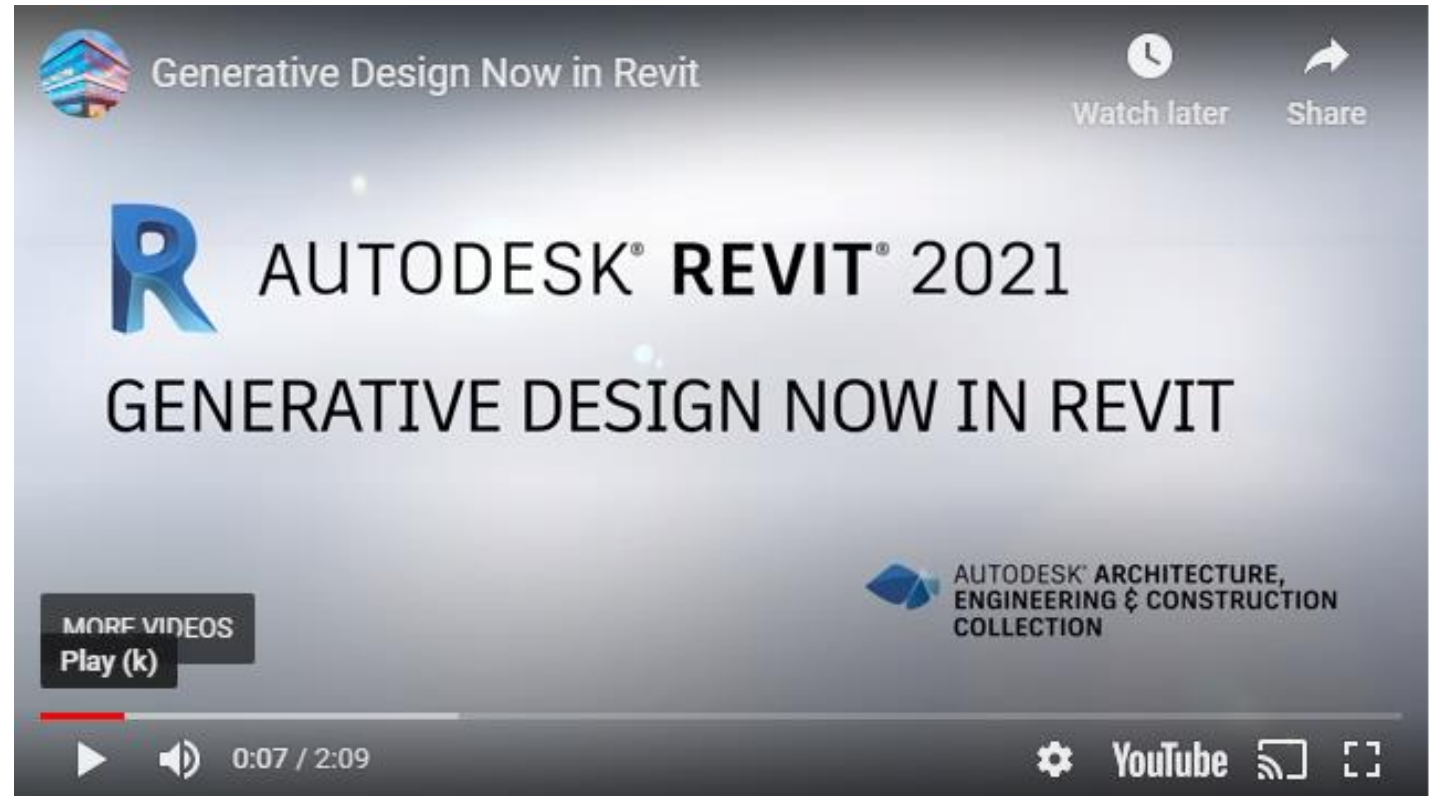 Generative Design Now in Revit
Watch later
Share
AUTODESK® REVIT® 2021
GENERATIVE DESIGN NOW IN REVIT
AUTODESK® ARCHITECTURE,
ENGINEERING & CONSTRUCTION
COLLECTION
MORE VIDEOS
Play (k)
0:07 / 2:09
YouTube